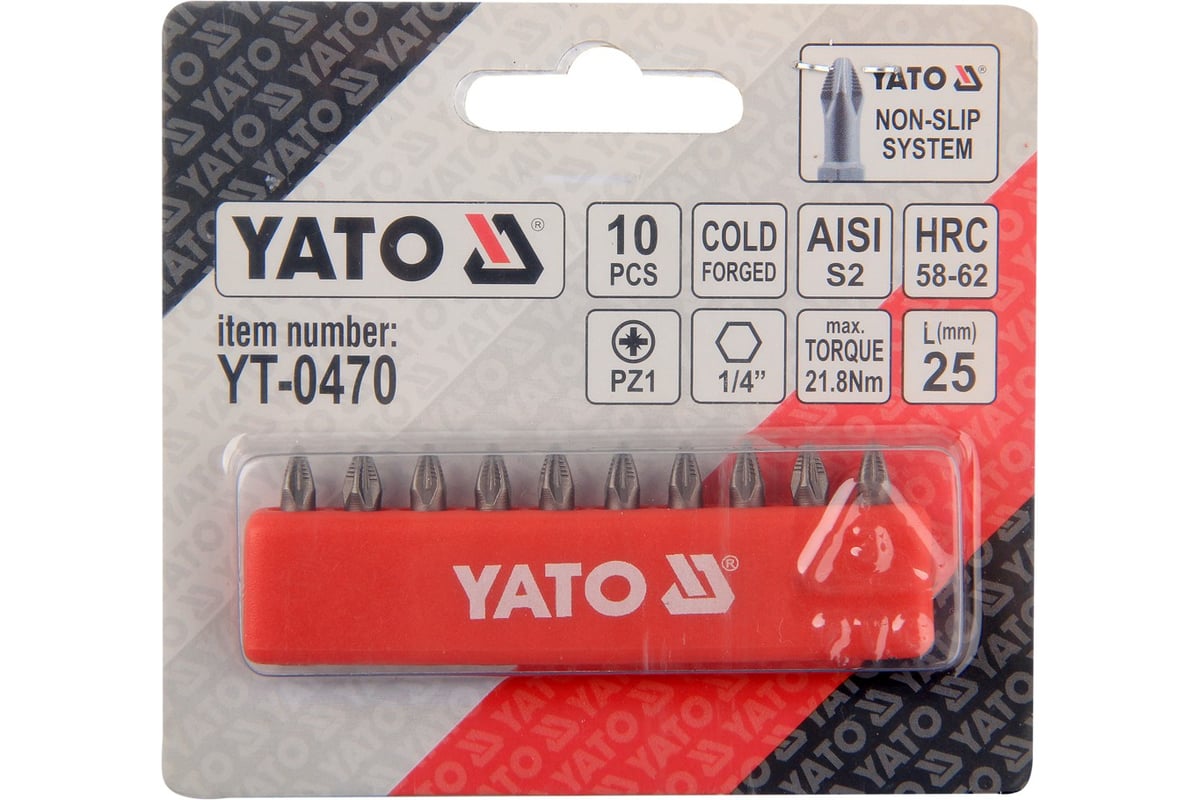 YATO ®
NON-SLIP
SYSTEM
YATO ®
10
PCS
COLD
FORGED
AISI
S2
HRC
58-62
item number:
YT-0470
PZ1
1/4”
max.
TORQUE
21.8Nm
L(mm)
25
YATO ®